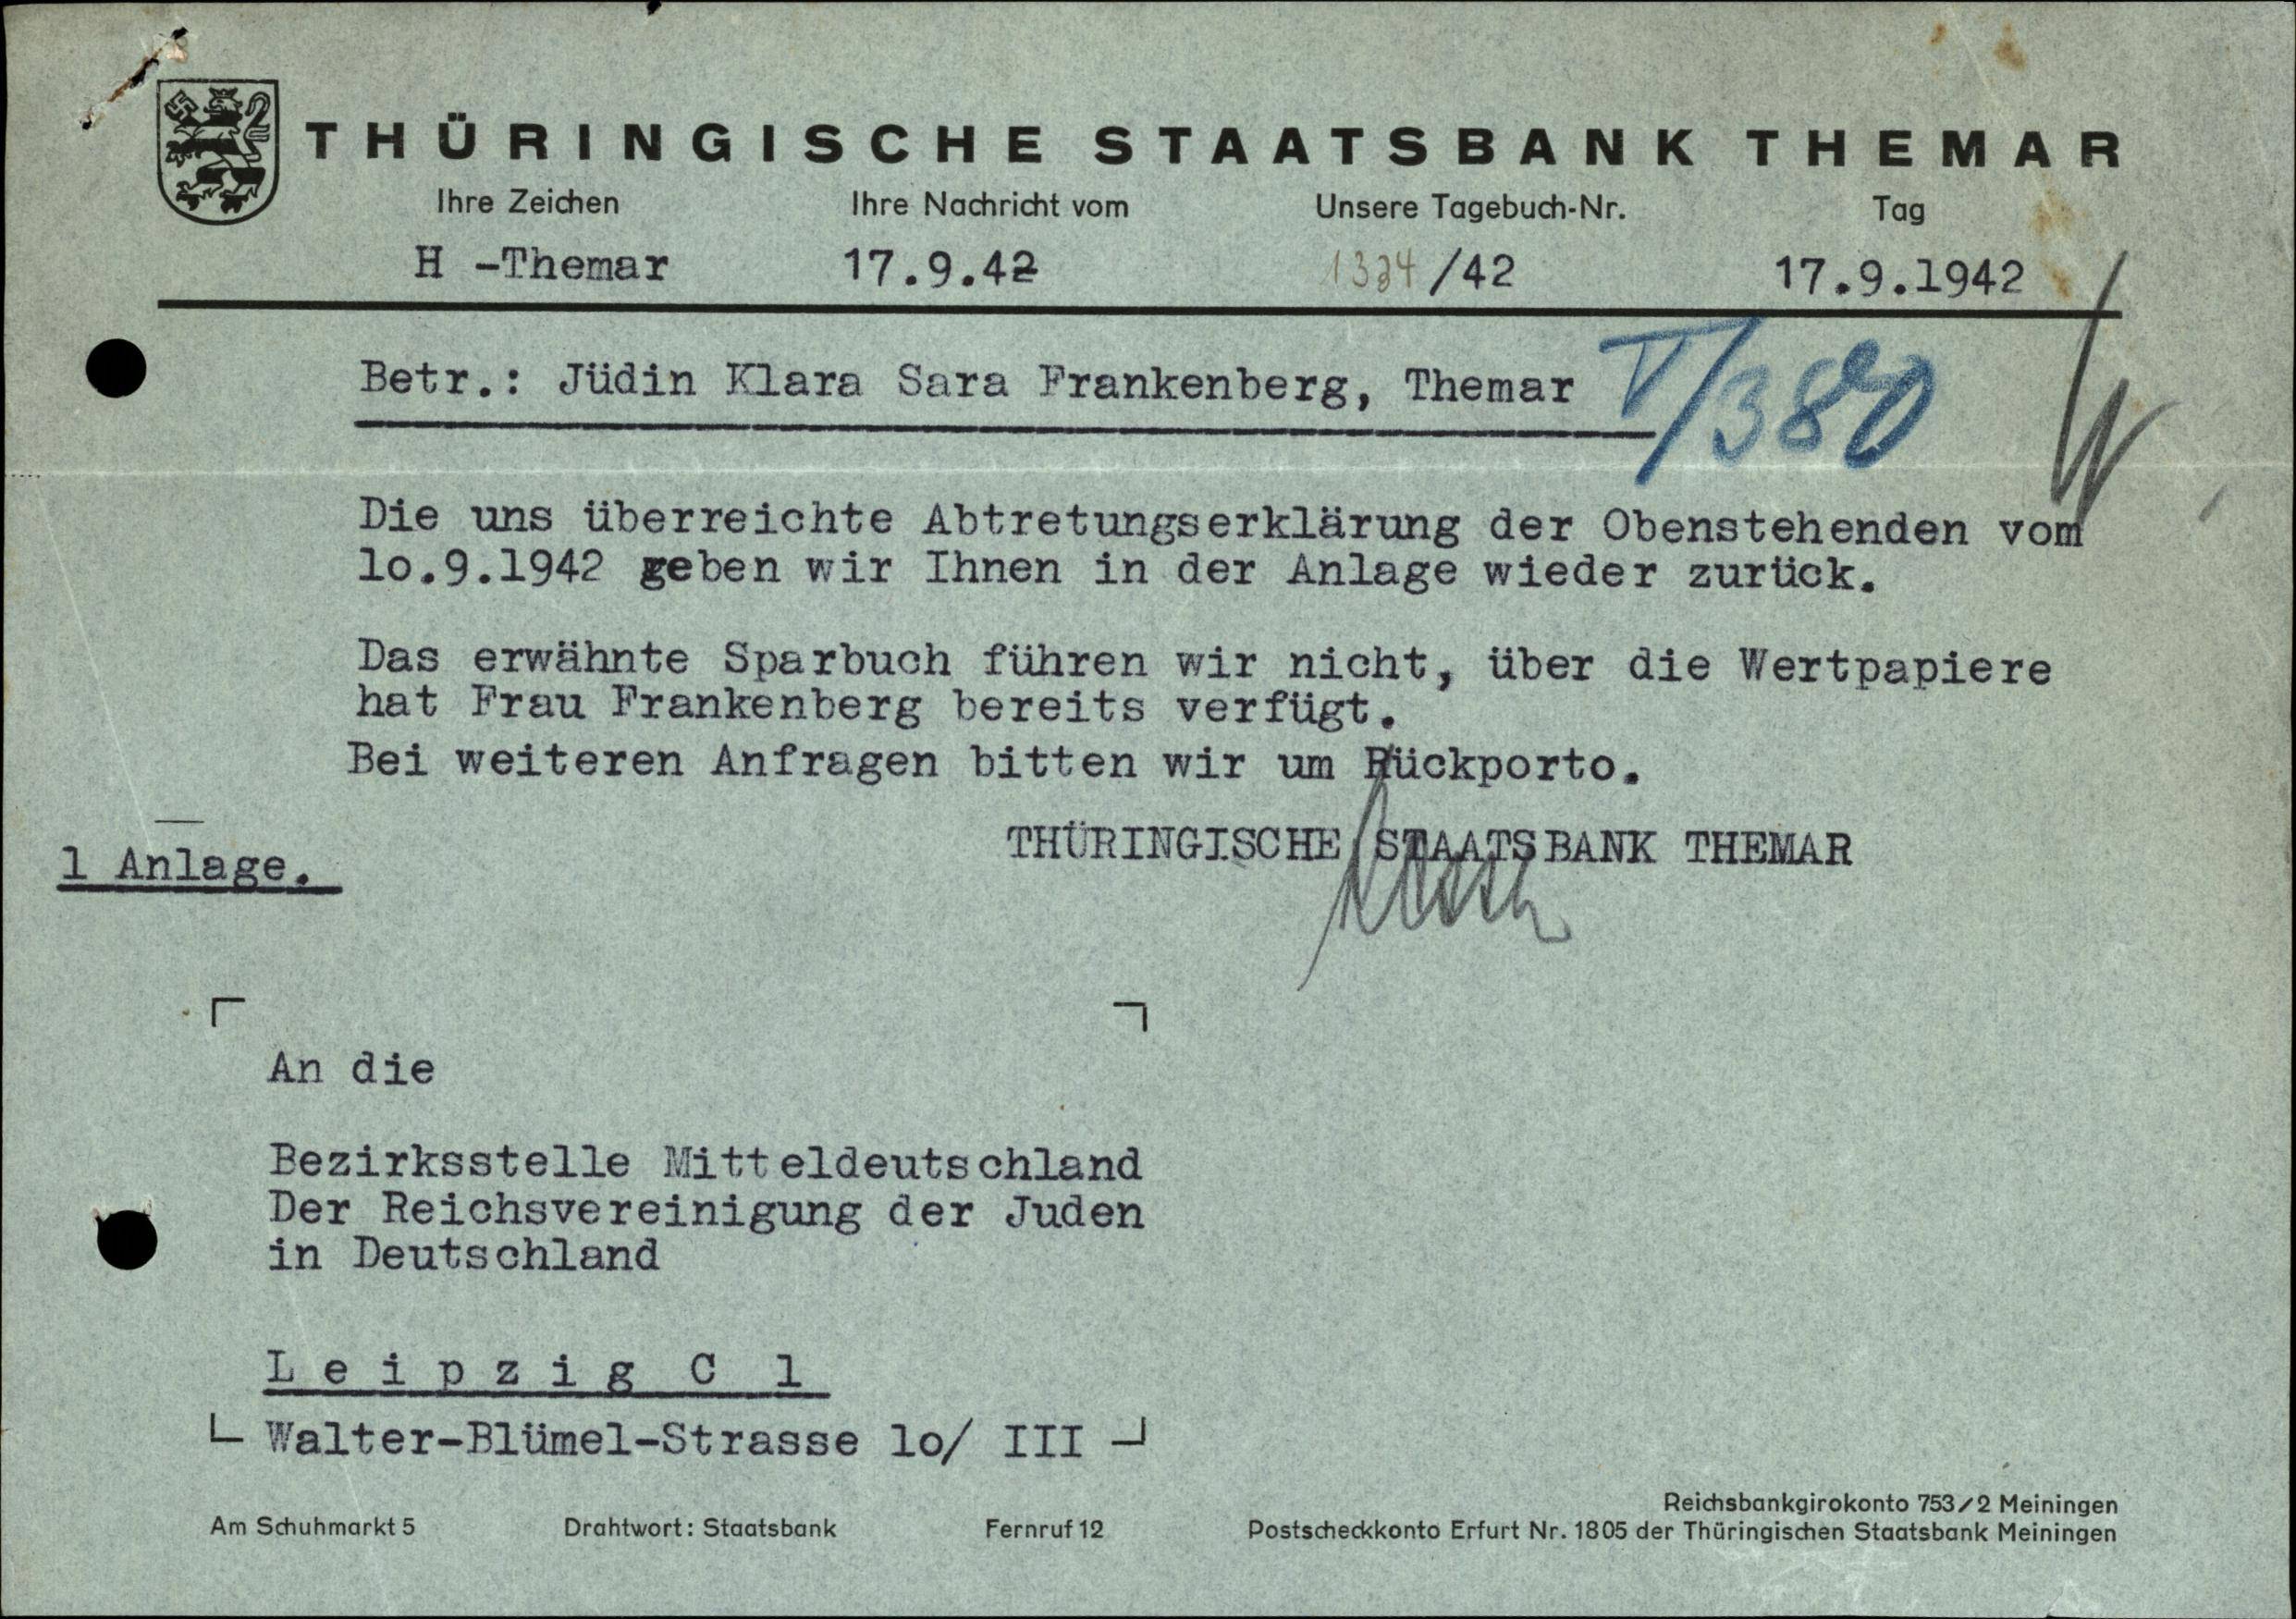 THÜRINGISCHE STAATSBANK THEMAR
Ihre Zeichen Ihre Nachricht vom Unsere Tagebuch-Nr. Tag
H -Themar 17.9.42 /42 17.9.1942
Betr.: Jüdin Klara Sara Frankenberg, Themar V/380
Die uns überreichte Abtretungserklärung der Obenstehenden vom
lo.9.1942 geben wir Ihnen in der Anlage wieder zurück.
Das erwähnte Sparbuch führen wir nicht, über die Wertpapiere
hat Frau Frankenberg bereits verfügt.
Bei weiteren Anfragen bitten wir um Rückporto.
THÜRINGISCHE STAATSBANK THEMAR
1 Anlage.
An die
Bezirksstelle Mitteldeutschland
Der Reichsvereinigung der Juden
in Deutschland
Leipzig C 1
Walter-Blümel-Strasse lo/ III
Reichsbankgirokonto 753/2 Meiningen
Am Schuhmarkt 5 Drahtwort: Staatsbank Fernruf 12 Postscheckkonto Erfurt Nr. 1805 der Thüringischen Staatsbank Meiningen